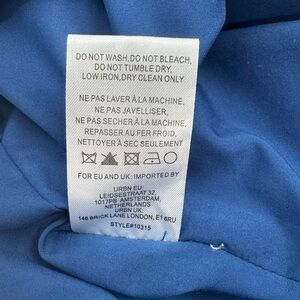 DO NOT WASH,DO NOT BLEACH,
DO NOT TUMBLE DRY,
LOW IRON,DRY CLEAN ONLY
NE PAS LAVER À LA MACHINE,
NE PAS JAVELLISER,
NE PAS SECHER À LA MACHINE,
REPASSER AU FER FROID,
NETTOYER À SEC SEULEMENT
FOR EU AND UK: IMPORTED BY
URBN EU
LEIDSESTRAAT 32,
1017PB AMSTERDAM,
NETHERLANDS
URBN UK:
146 BRICK LANE LONDON, E1 6RU
STYLE#10315